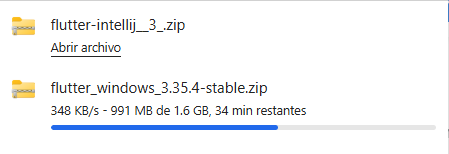 flutter-intellij__3_.zip
Abrir archivo
flutter_windows_3.35.4-stable.zip
348 KB/s - 991 MB de 1.6 GB, 34 min restantes